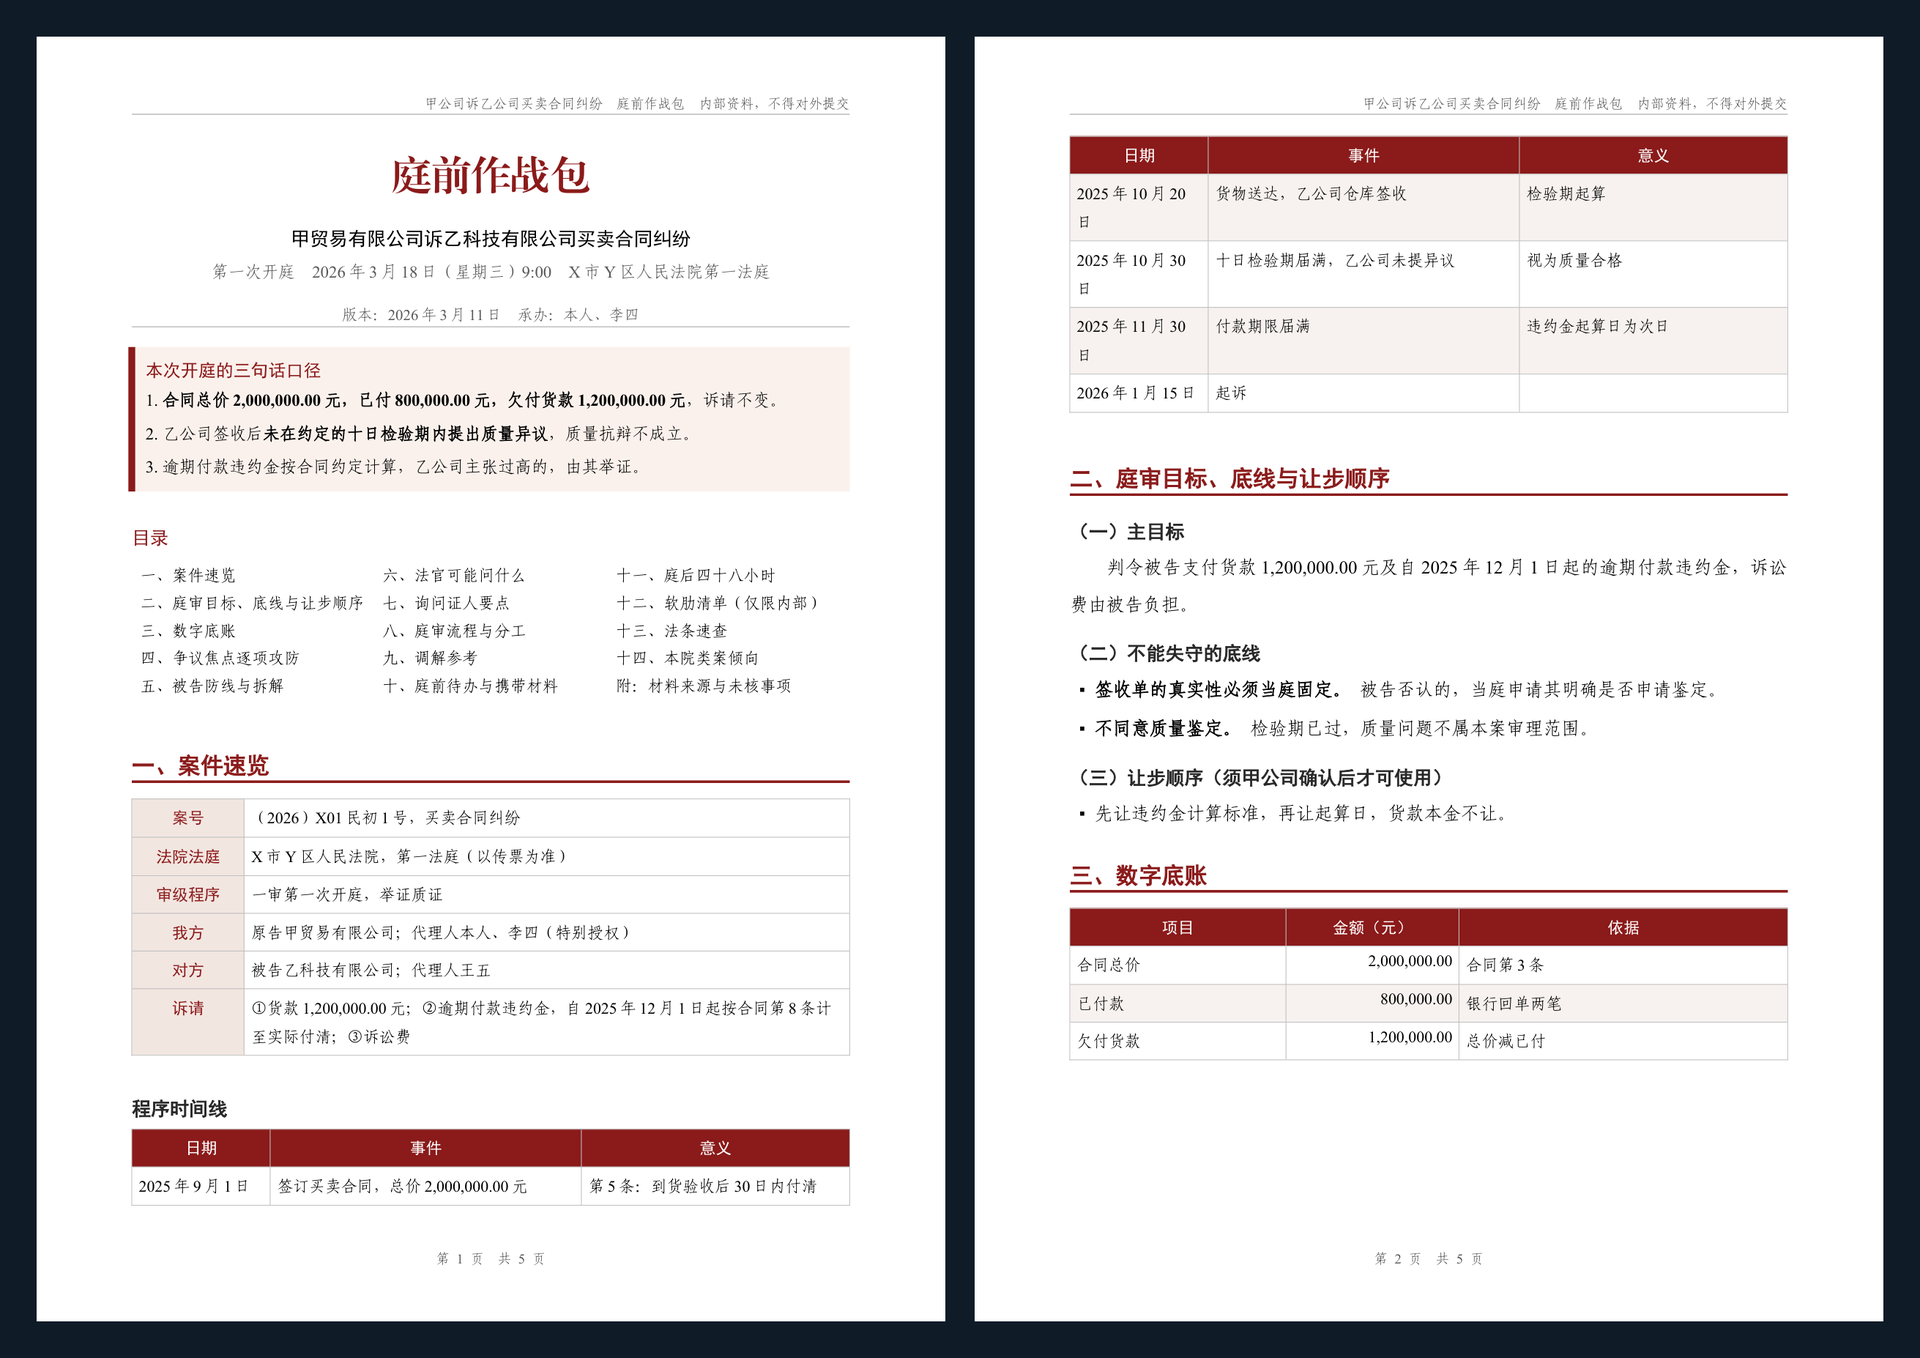 甲公司诉乙公司买卖合同纠纷　庭前作战包　内部资料，不得对外提交
庭前作战包
甲贸易有限公司诉乙科技有限公司买卖合同纠纷
第一次开庭　2026 年 3 月 18 日（星期三）9:00　X 市 Y 区人民法院第一法庭
版本：2026 年 3 月 11 日　承办：本人、李四
本次开庭的三句话口径
1. 合同总价 2,000,000.00 元，已付 800,000.00 元，欠付货款 1,200,000.00 元，诉请不变。
2. 乙公司签收后未在约定的十日检验期内提出质量异议，质量抗辩不成立。
3. 逾期付款违约金按合同约定计算，乙公司主张过高的，由其举证。
目录
一、案件速览　六、法官可能问什么　十一、庭后四十八小时
二、庭审目标、底线与让步顺序　七、询问证人要点　十二、软肋清单（仅限内部）
三、数字底账　八、庭审流程与分工　十三、法条速查
四、争议焦点逐项攻防　九、调解参考　十四、本院类案倾向
五、被告防线与拆解　十、庭前待办与携带材料　附：材料来源与未核事项
一、案件速览
案号　（2026）X01 民初 1 号，买卖合同纠纷
法院法庭　X 市 Y 区人民法院，第一法庭（以传票为准）
审级程序　一审第一次开庭，举证质证
我方　原告甲贸易有限公司；代理人本人、李四（特别授权）
对方　被告乙科技有限公司；代理人王五
诉请　①货款 1,200,000.00 元；②逾期付款违约金，自 2025 年 12 月 1 日起按合同第 8 条计
至实际付清；③诉讼费
程序时间线
日期　事件　意义
2025 年 9 月 1 日　签订买卖合同，总价 2,000,000.00 元　第 5 条：到货验收后 30 日内付清
第 1 页　共 5 页
甲公司诉乙公司买卖合同纠纷　庭前作战包　内部资料，不得对外提交
日期　事件　意义
2025 年 10 月 20　货物送达，乙公司仓库签收　检验期起算
日
2025 年 10 月 30　十日检验期届满，乙公司未提异议　视为质量合格
日
2025 年 11 月 30　付款期限届满　违约金起算日为次日
日
2026 年 1 月 15 日　起诉
二、庭审目标、底线与让步顺序
（一）主目标
判令被告支付货款 1,200,000.00 元及自 2025 年 12 月 1 日起的逾期付款违约金，诉讼
费由被告负担。
（二）不能失守的底线
▪ 签收单的真实性必须当庭固定。　被告否认的，当庭申请其明确是否申请鉴定。
▪ 不同意质量鉴定。　检验期已过，质量问题不属本案审理范围。
（三）让步顺序（须甲公司确认后才可使用）
▪ 先让违约金计算标准，再让起算日，货款本金不让。
三、数字底账
项目　金额（元）　依据
合同总价　2,000,000.00　合同第 3 条
已付款　800,000.00　银行回单两笔
欠付货款　1,200,000.00　总价减已付
第 2 页　共 5 页